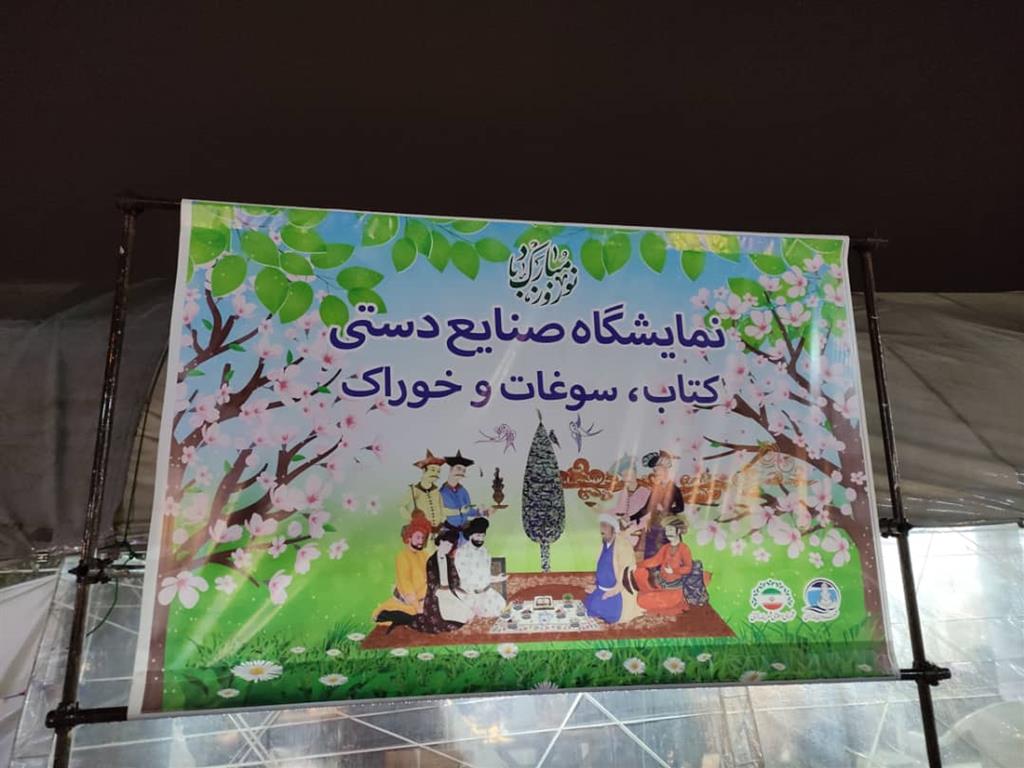 نوروز مبارک باد
نمایشگاه صنایع دستی
کتاب، سوغات و خوراک